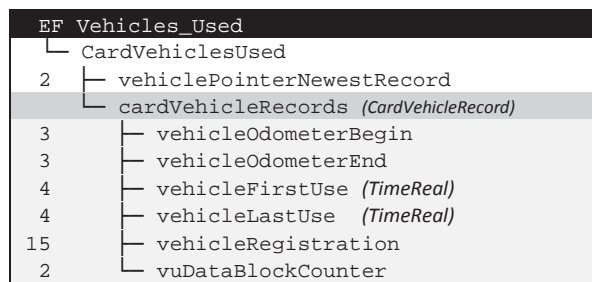 EF Vehicles_Used
CardVehiclesUsed
2 vehiclePointerNewestRecord
cardVehicleRecords (CardVehicleRecord)
3 vehicleOdometerBegin
3 vehicleOdometerEnd
4 vehicleFirstUse (TimeReal)
4 vehicleLastUse (TimeReal)
15 vehicleRegistration
2 vuDataBlockCounter